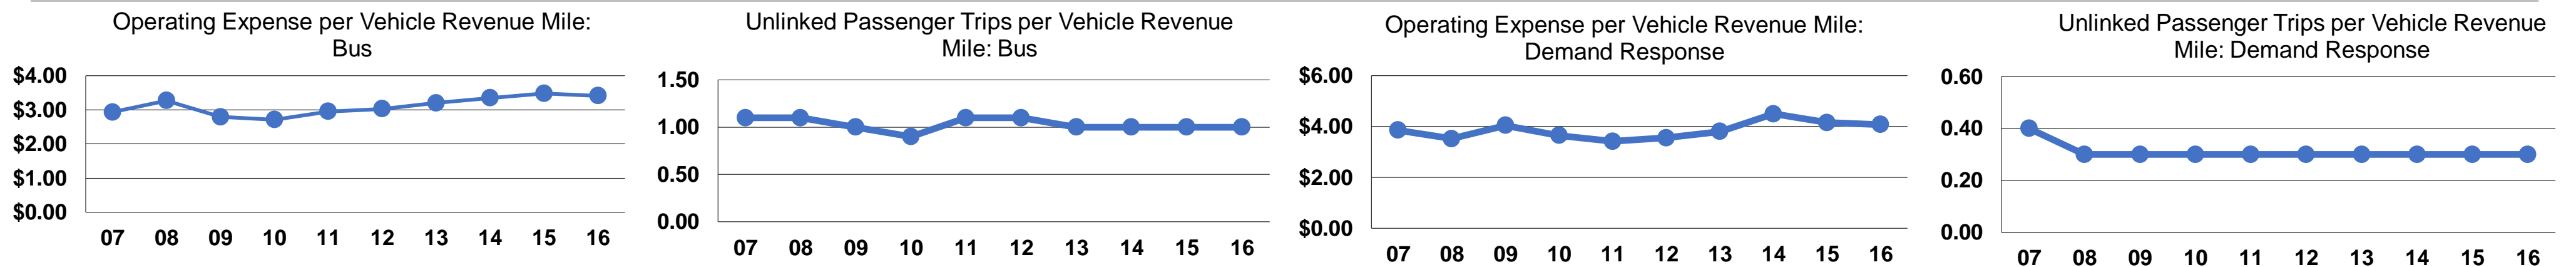 Operating Expense per Vehicle Revenue Mile:
Bus
$4.00
$3.00
$2.00
$1.00
$0.00
07 08 09 10 11 12 13 14 15 16
Unlinked Passenger Trips per Vehicle Revenue
Mile: Bus
1.50
1.00
0.50
0.00
07 08 09 10 11 12 13 14 15 16
Operating Expense per Vehicle Revenue Mile:
Demand Response
$6.00
$4.00
$2.00
$0.00
07 08 09 10 11 12 13 14 15 16
Unlinked Passenger Trips per Vehicle Revenue
Mile: Demand Response
0.60
0.40
0.20
0.00
07 08 09 10 11 12 13 14 15 16